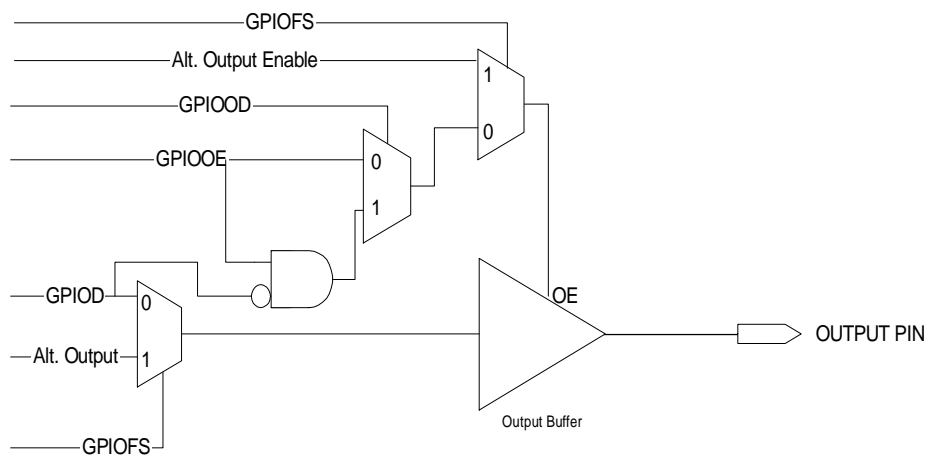 GPIOFS
Alt. Output Enable
1
GPIOOD
0
GPIOOE
0
1
GPIOD
0
OE
OUTPUT PIN
Alt. Output
1
Output Buffer
GPIOFS